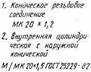 1. Коническое резьбовое
соединение
МК 20 × 1,2
2. Внутренняя цилиндри-
ческая с наружной
конической
М/МК 20×1,5 ГОСТ 25229-82